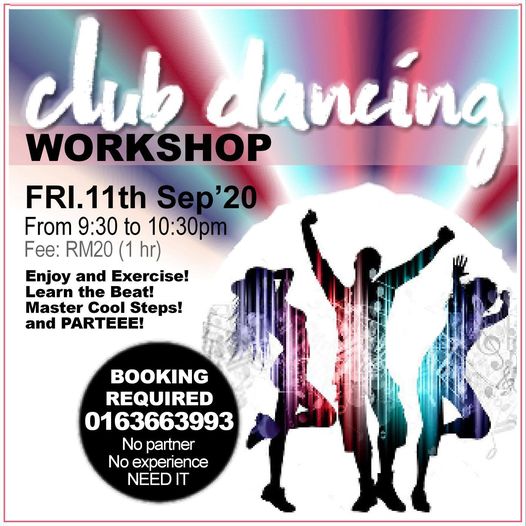 club dancing
WORKSHOP
FRI.11th Sep'20
From 9:30 to 10:30pm
Fee: RM20 (1 hr)
Enjoy and Exercise!
Learn the Beat!
Master Cool Steps!
and PARTEEE!
BOOKING
REQUIRED
0163663993
No partner
No experience
NEED IT